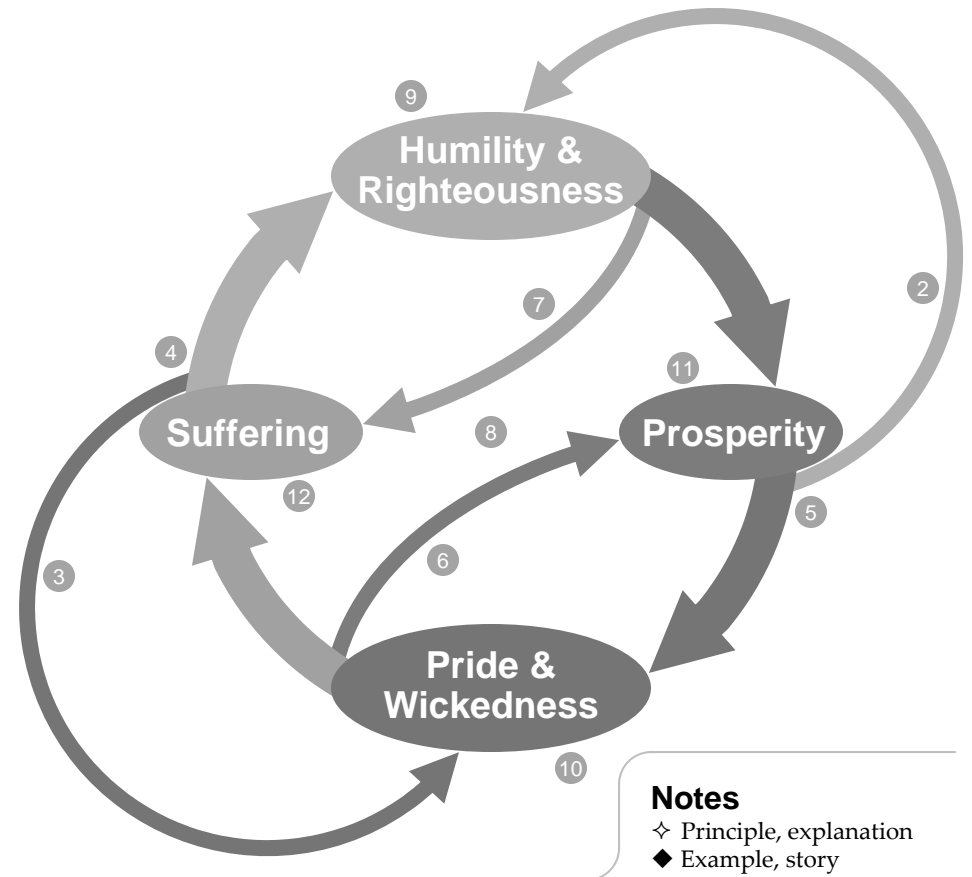 9
Humility &
Righteousness
2
7
4
11
Suffering
8
Prosperity
12
5
6
3
Pride &
Wickedness
10
Notes
✧ Principle, explanation
◆ Example, story